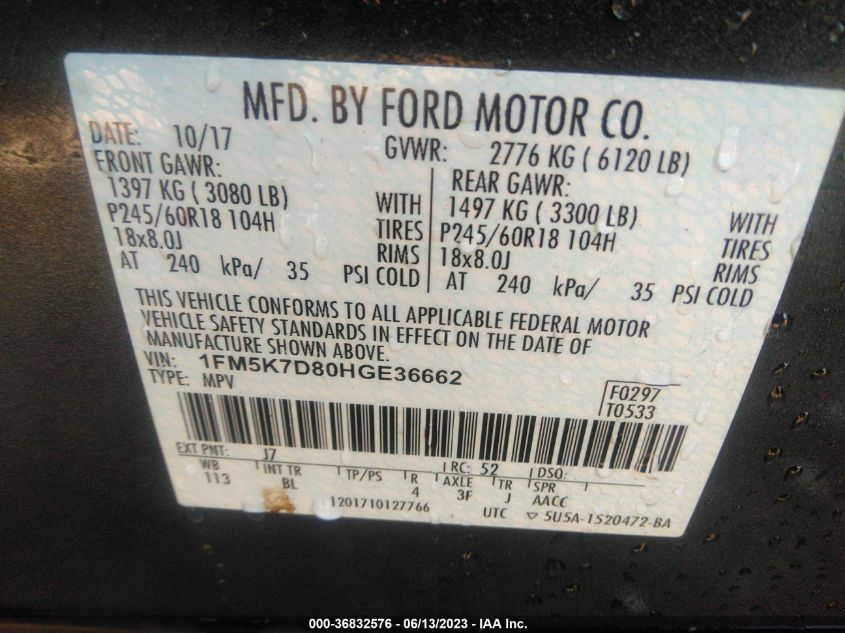 MFD. BY FORD MOTOR CO.
DATE: 10/17 GVWR: 2776 KG ( 6120 LB)
FRONT GAWR: REAR GAWR:
1397 KG ( 3080 LB) WITH 1497 KG ( 3300 LB) WITH
P245/60R18 104H TIRES P245/60R18 104H TIRES
18x8.0J RIMS 18x8.0J RIMS
AT 240 kPa/ 35 PSI COLD AT 240 kPa/ 35 PSI COLD
THIS VEHICLE CONFORMS TO ALL APPLICABLE FEDERAL MOTOR
VEHICLE SAFETY STANDARDS IN EFFECT ON THE DATE OF
MANUFACTURE SHOWN ABOVE.
VIN: 1FM5K7D80HGE36662
TYPE: MPV F0297
T0533
EXT PNT: J7 RC: 52 DSO:
WB INT TR TP/PS R AXLE TR SPR
113 BL 4 3F J AACC
1201710127766 UTC ▽ 5U5A-1520472-BA
000-36832576 - 06/13/2023 - IAA Inc.